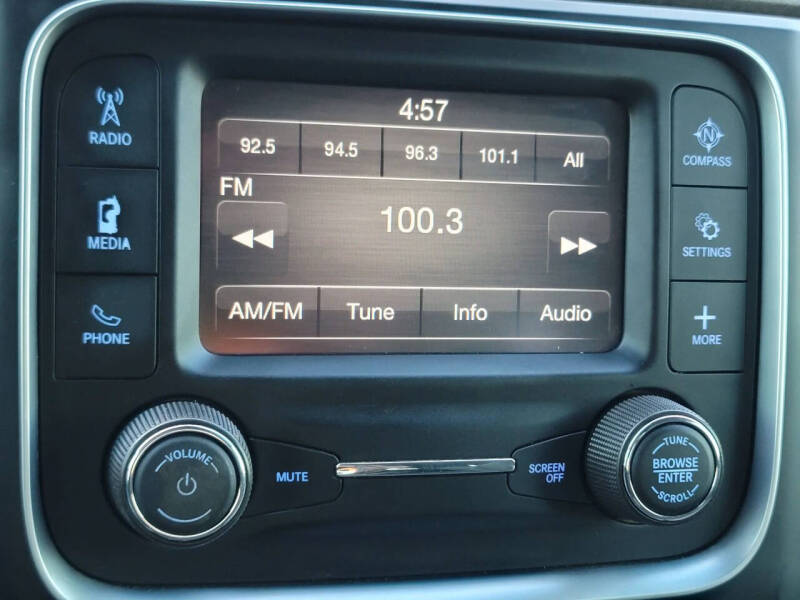 4:57
92.5 94.5 96.3 101.1 All
FM
100.3
AM/FM Tune Info Audio
RADIO
MEDIA
PHONE
N
COMPASS
SETTINGS
MORE
VOLUME
MUTE
SCREEN
OFF
TUNE
BROWSE
ENTER
SCROLL